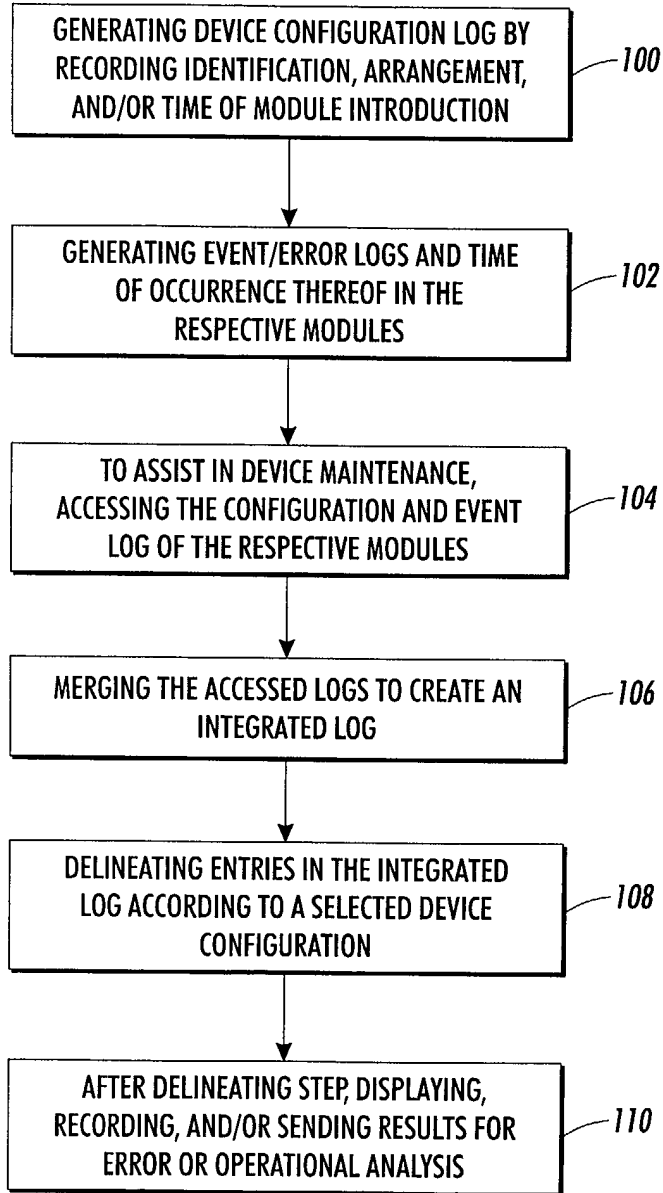 GENERATING DEVICE CONFIGURATION LOG BY
RECORDING IDENTIFICATION, ARRANGEMENT,
AND/OR TIME OF MODULE INTRODUCTION
100
GENERATING EVENT/ERROR LOGS AND TIME
OF OCCURRENCE THEREOF IN THE
RESPECTIVE MODULES
102
TO ASSIST IN DEVICE MAINTENANCE,
ACCESSING THE CONFIGURATION AND EVENT
LOG OF THE RESPECTIVE MODULES
104
MERGING THE ACCESSED LOGS TO CREATE AN
INTEGRATED LOG
106
DELINEATING ENTRIES IN THE INTEGRATED
LOG ACCORDING TO A SELECTED DEVICE
CONFIGURATION
108
AFTER DELINEATING STEP, DISPLAYING,
RECORDING, AND/OR SENDING RESULTS FOR
ERROR OR OPERATIONAL ANALYSIS
110